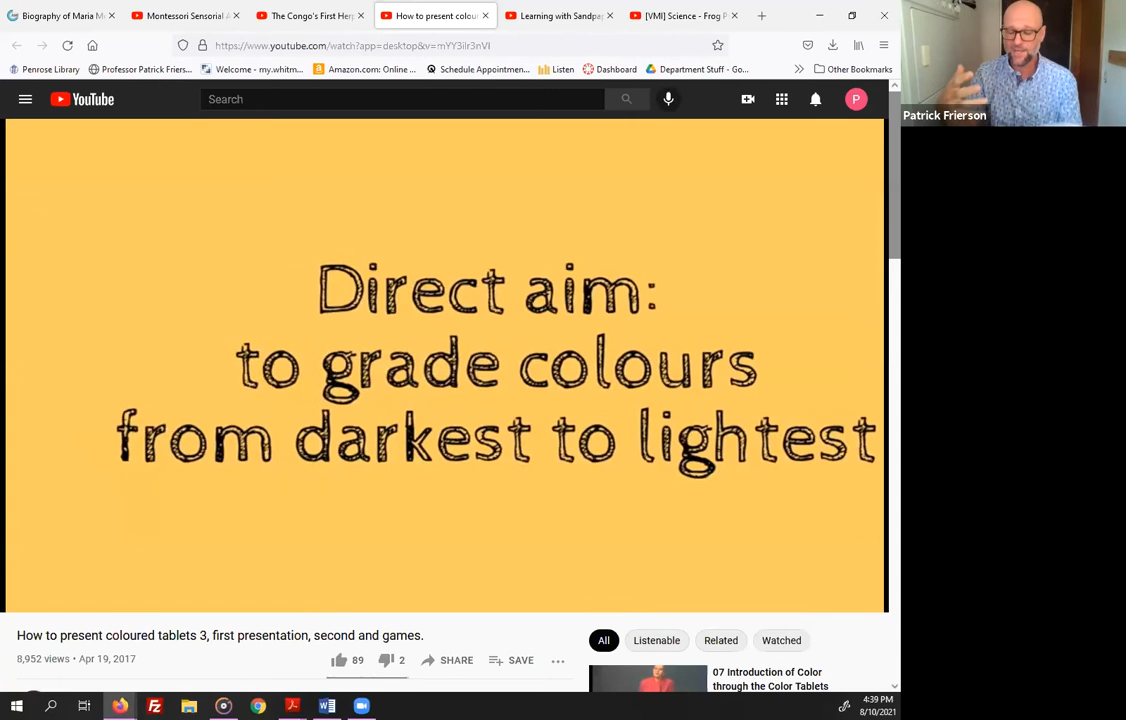 Biography of Maria M
Montessori Sensorial
The Congo's First Her
How to present colou
Learning with Sandpa
[VMI] Science - Frog P
https://www.youtube.com/watch?app=desktop&v=mYY3ilr3nVI
Penrose Library
Professor Patrick Friers...
Welcome - my.whitm...
Amazon.com: Online ...
Schedule Appointmen...
Listen
Dashboard
Department Stuff - Go...
Other Bookmarks
YouTube
Search
P
Patrick Frierson
Direct aim:
to grade colours
from darkest to lightest
How to present coloured tablets 3, first presentation, second and games.
8,952 views • Apr 19, 2017
89
2
SHARE
SAVE
All
Listenable
Related
Watched
07 Introduction of Color
through the Color Tablets
4:39 PM
8/10/2021